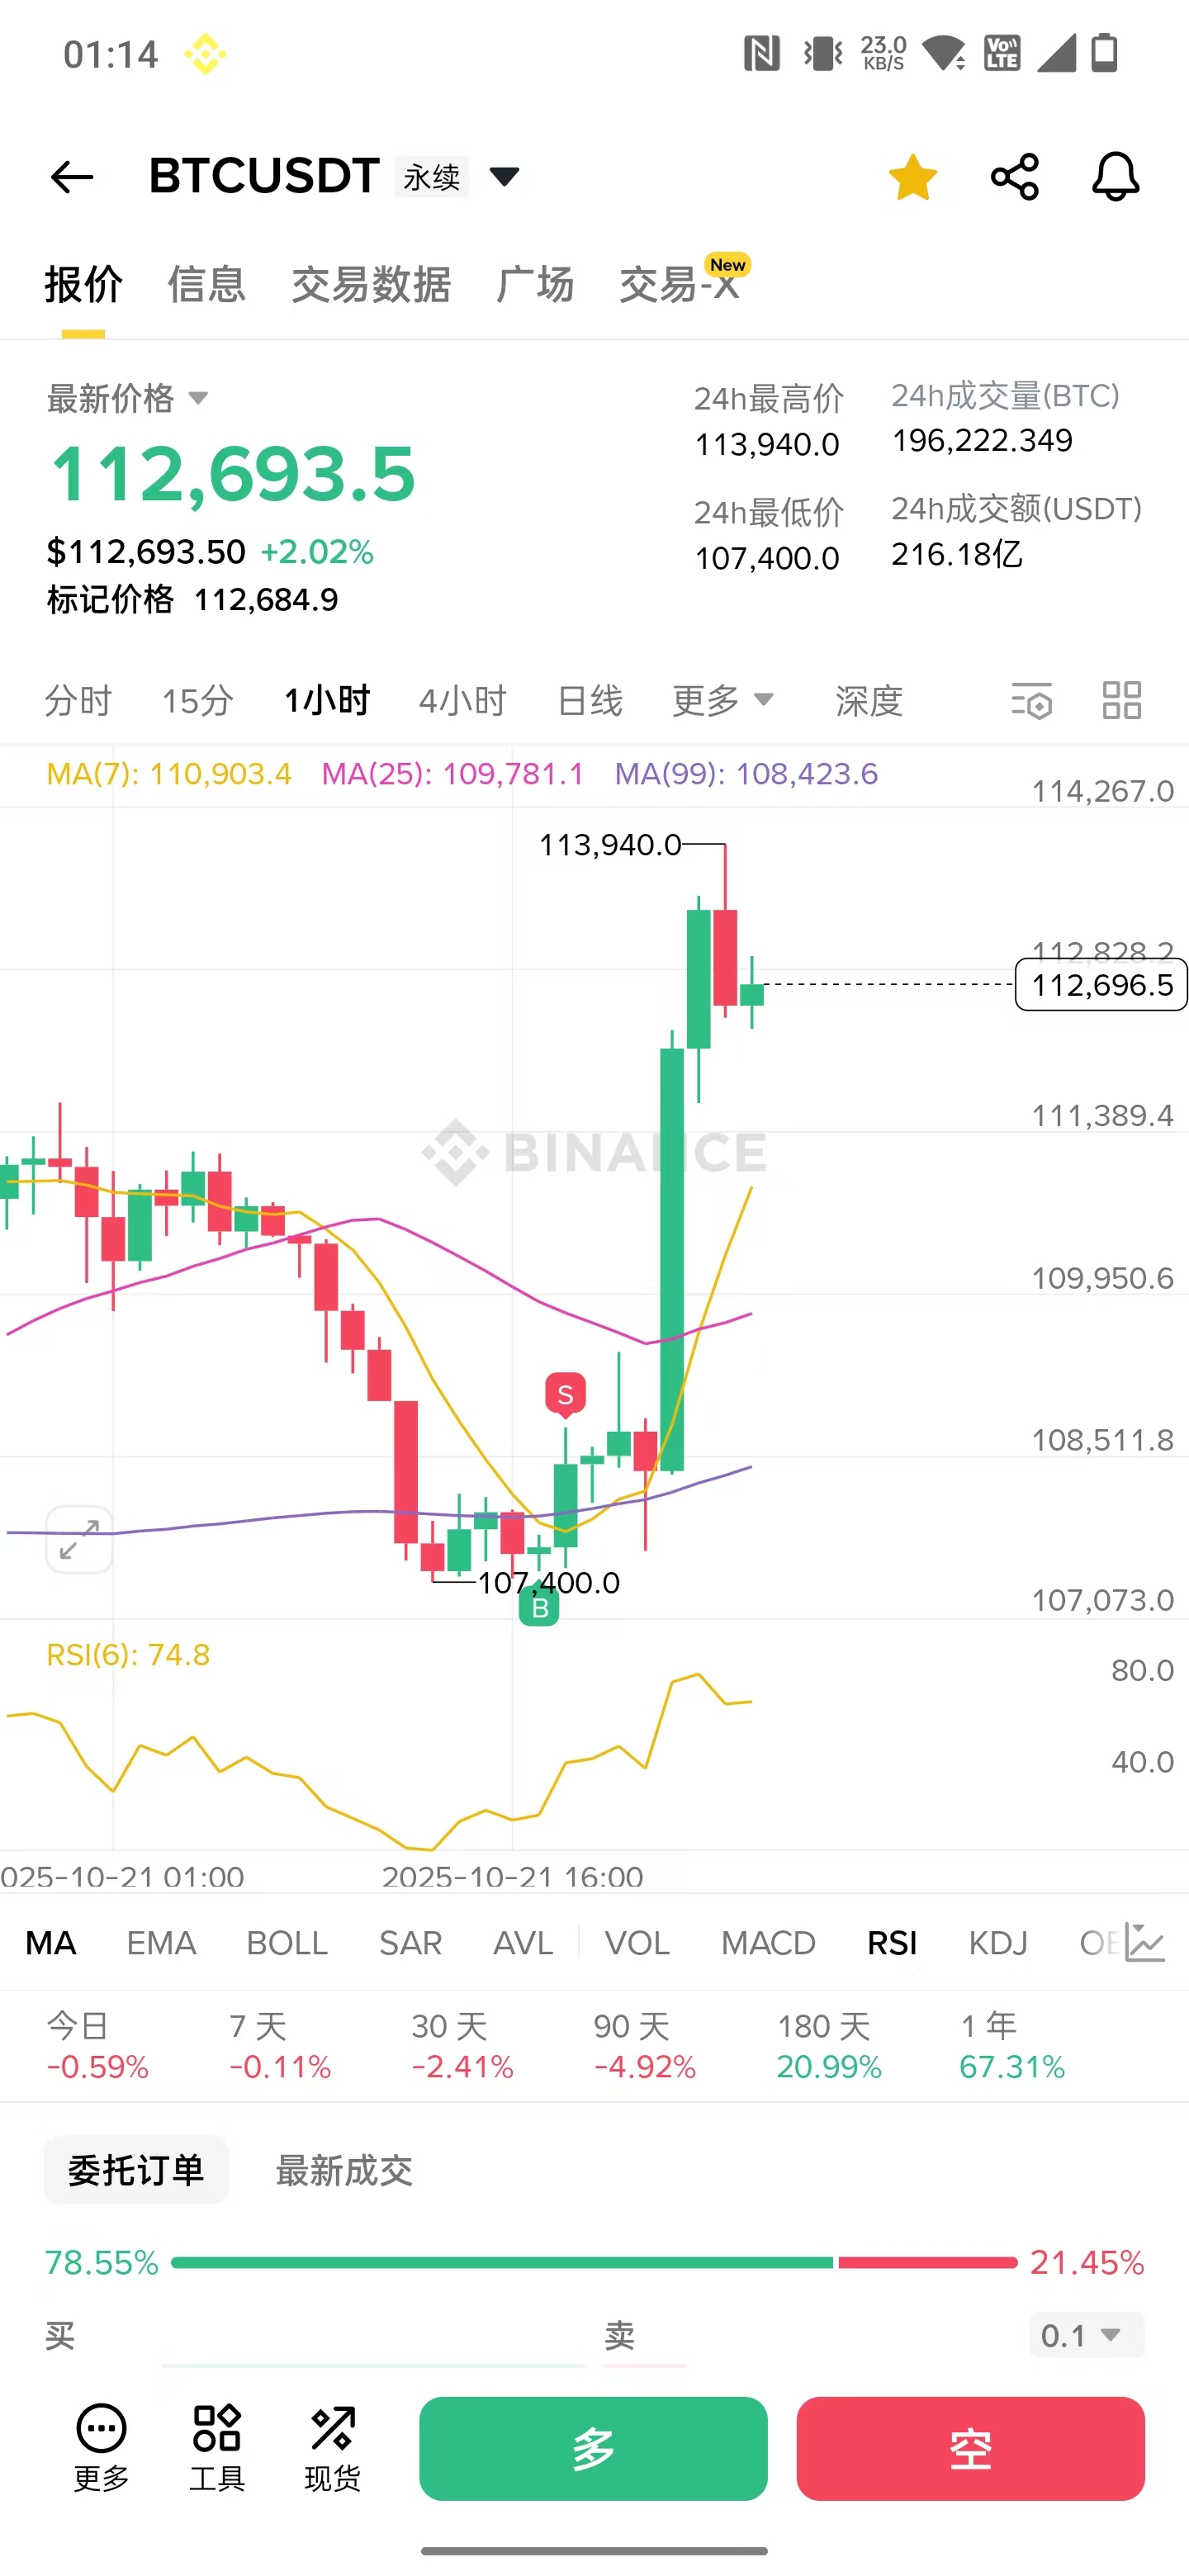 01:14
23.0 KB/S
Vo LTE
BTCUSDT 永续
报价 信息 交易数据 广场 交易-X New
最新价格
112,693.5
$112,693.50 +2.02%
标记价格 112,684.9
24h最高价
113,940.0
24h成交量(BTC)
196,222.349
24h最低价
107,400.0
24h成交额(USDT)
216.18亿
分时 15分 1小时 4小时 日线 更多 深度
MA(7): 110,903.4 MA(25): 109,781.1 MA(99): 108,423.6
114,267.0
113,940.0
112,828.2
112,696.5
111,389.4
BINANCE
109,950.6
S
108,511.8
107,400.0
B
107,073.0
RSI(6): 74.8
80.0
40.0
025-10-21 01:00
2025-10-21 16:00
MA EMA BOLL SAR AVL VOL MACD RSI KDJ
今日 7 天 30 天 90 天 180 天 1 年
-0.59% -0.11% -2.41% -4.92% 20.99% 67.31%
委托订单 最新成交
78.55% 21.45%
买 卖 0.1
更多 工具 现货 多 空